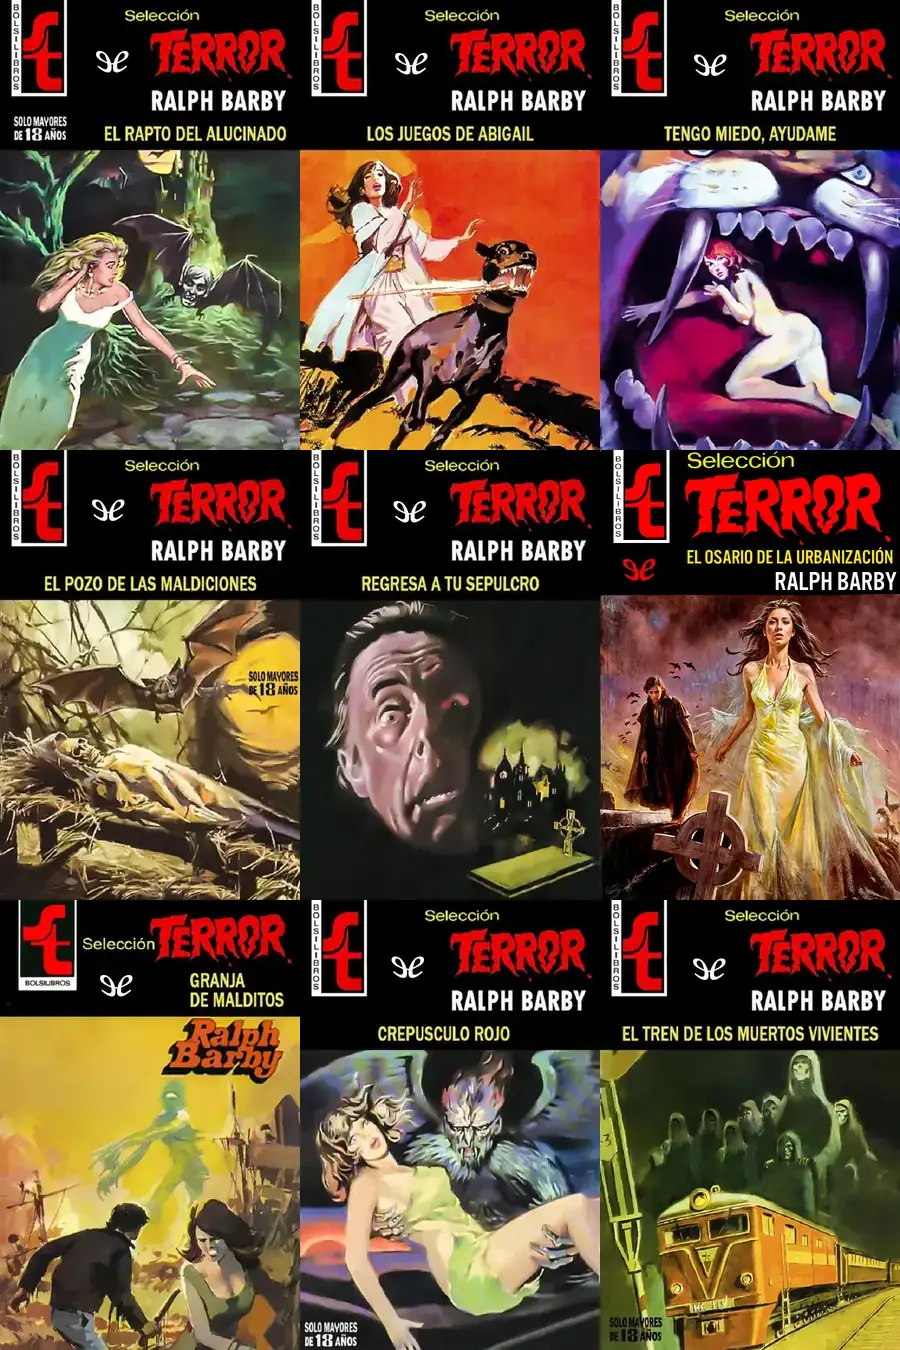 BOLSILIBROS
Selección
TERROR
RALPH BARBY
SOLO MAYORES
DE 18 AÑOS
EL RAPTO DEL ALUCINADO
BOLSILIBROS
Selección
TERROR
RALPH BARBY
LOS JUEGOS DE ABIGAIL
BOLSILIBROS
Selección
TERROR
RALPH BARBY
TENGO MIEDO, AYUDAME
BOLSILIBROS
Selección
TERROR
RALPH BARBY
EL POZO DE LAS MALDICIONES
SOLO MAYORES
DE 18 AÑOS
BOLSILIBROS
Selección
TERROR
RALPH BARBY
REGRESA A TU SEPULCRO
BOLSILIBROS
Selección
TERROR
EL OSARIO DE LA URBANIZACIÓN
RALPH BARBY
BOLSILIBROS
Selección TERROR
GRANJA
DE MALDITOS
Ralph
Barby
BOLSILIBROS
Selección
TERROR
RALPH BARBY
CREPUSCULO ROJO
SOLO MAYORES
DE 18 AÑOS
BOLSILIBROS
Selección
TERROR
RALPH BARBY
EL TREN DE LOS MUERTOS VIVIENTES
SOLO MAYORES
DE 18 AÑOS